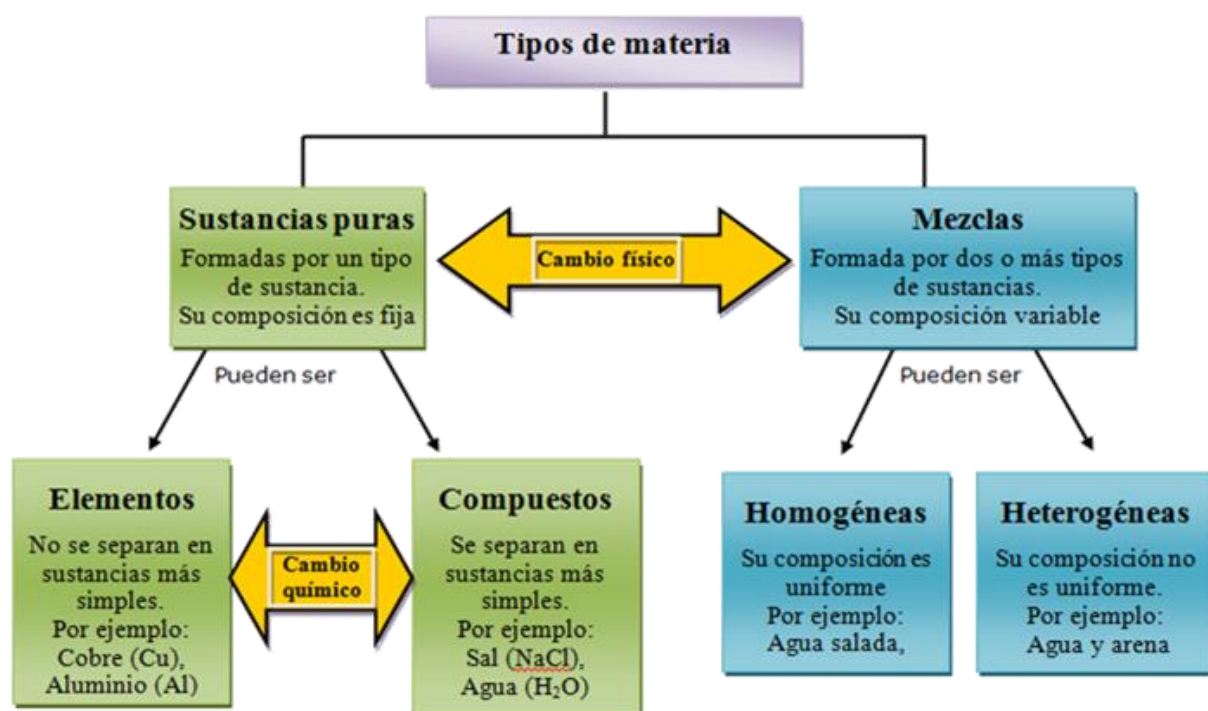 Tipos de materia
Sustancias puras
Formadas por un tipo
de sustancia.
Su composición es fija
Cambio físico
Mezclas
Formada por dos o más tipos
de sustancias.
Su composición variable
Pueden ser
Pueden ser
Elementos
No se separan en
sustancias más
simples.
Por ejemplo:
Cobre (Cu),
Aluminio (Al)
Cambio
químico
Compuestos
Se separan en
sustancias más
simples.
Por ejemplo:
Sal (NaCl),
Agua (H₂O)
Homogéneas
Su composición es
uniforme
Por ejemplo:
Agua salada,
Heterogéneas
Su composición no
es uniforme.
Por ejemplo:
Agua y arena